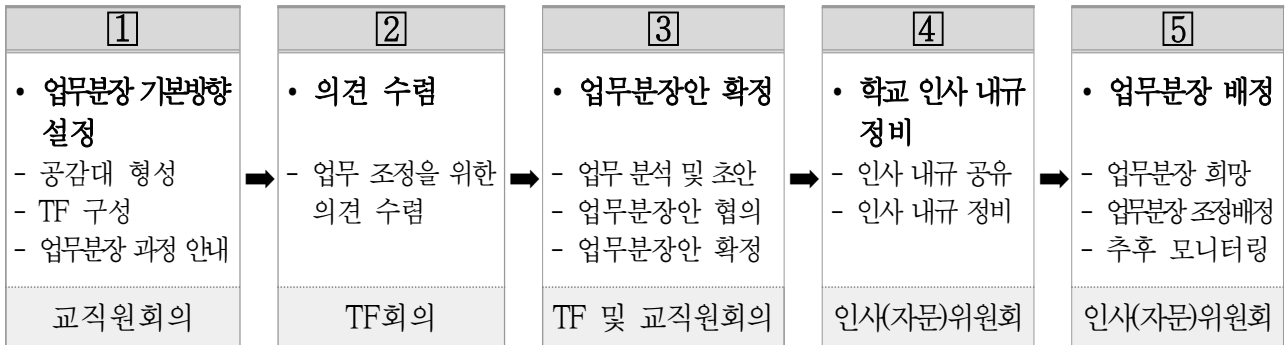 1
• 업무분장 기본방향
설정
- 공감대 형성
- TF 구성
- 업무분장 과정 안내
교직원회의
2
• 의견 수렴
- 업무 조정을 위한
의견 수렴
TF회의
3
• 업무분장안 확정
- 업무 분석 및 초안
- 업무분장안 협의
- 업무분장안 확정
TF 및 교직원회의
4
• 학교 인사 내규
정비
- 인사 내규 공유
- 인사 내규 정비
인사(자문)위원회
5
• 업무분장 배정
- 업무분장 희망
- 업무분장 조정배정
- 추후 모니터링
인사(자문)위원회